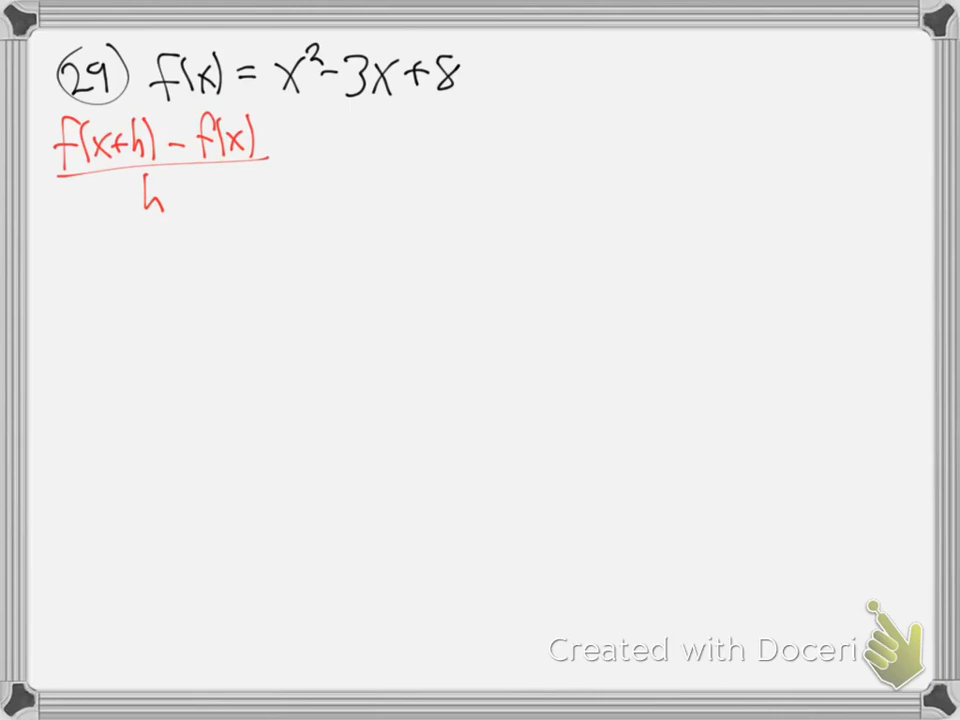 29 f(x) = x²-3x+8
f(x+h) - f(x)
h
Created with Doceri